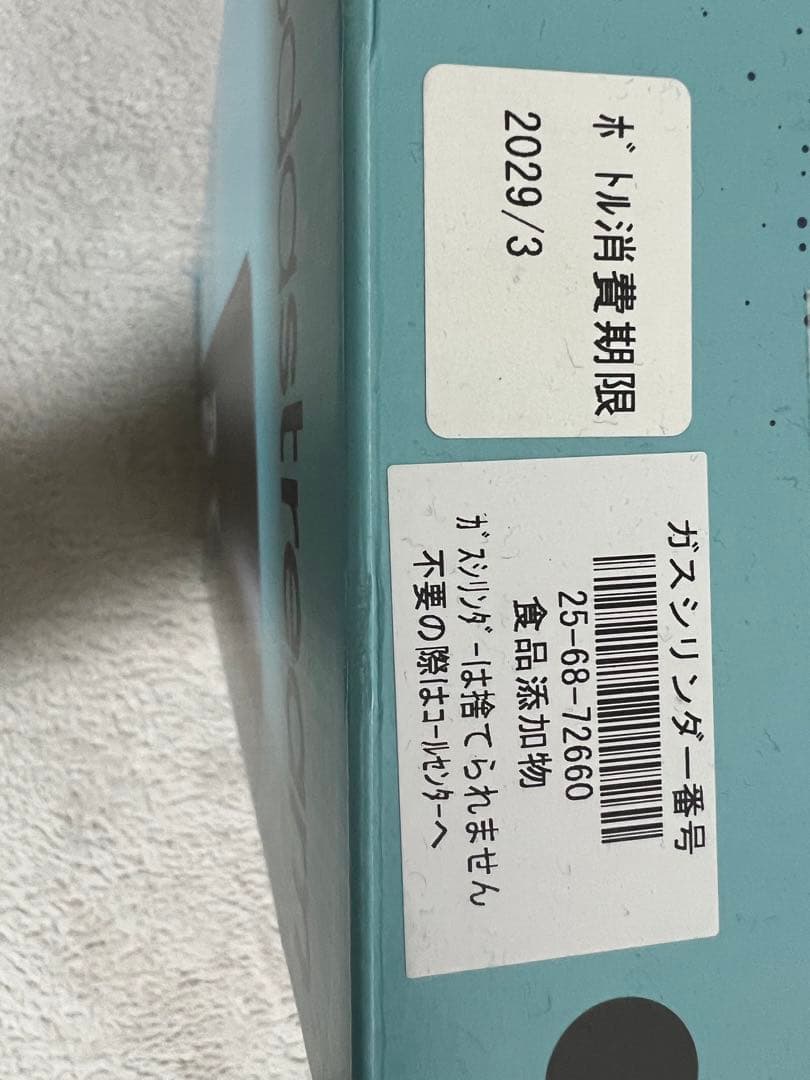 ﾎﾞﾄﾙ消費期限
2029/3
ガスシリンダー番号
25-68-72660
食品添加物
ｶﾞｽｼﾘﾝﾀﾞｰは捨てられません
不要の際はｺｰﾙｾﾝﾀｰへ